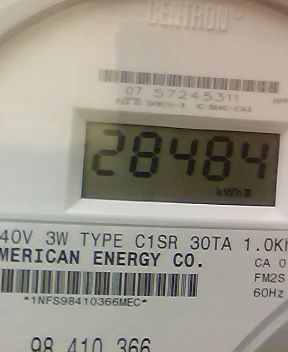 CENTRON®
07 57245311
28484
kWh
40V 3W TYPE C1SR 30TA 1.0K
MERICAN ENERGY CO.
CA 0
FM2S
60Hz
*1NFS98410366MEC*
98 410 366